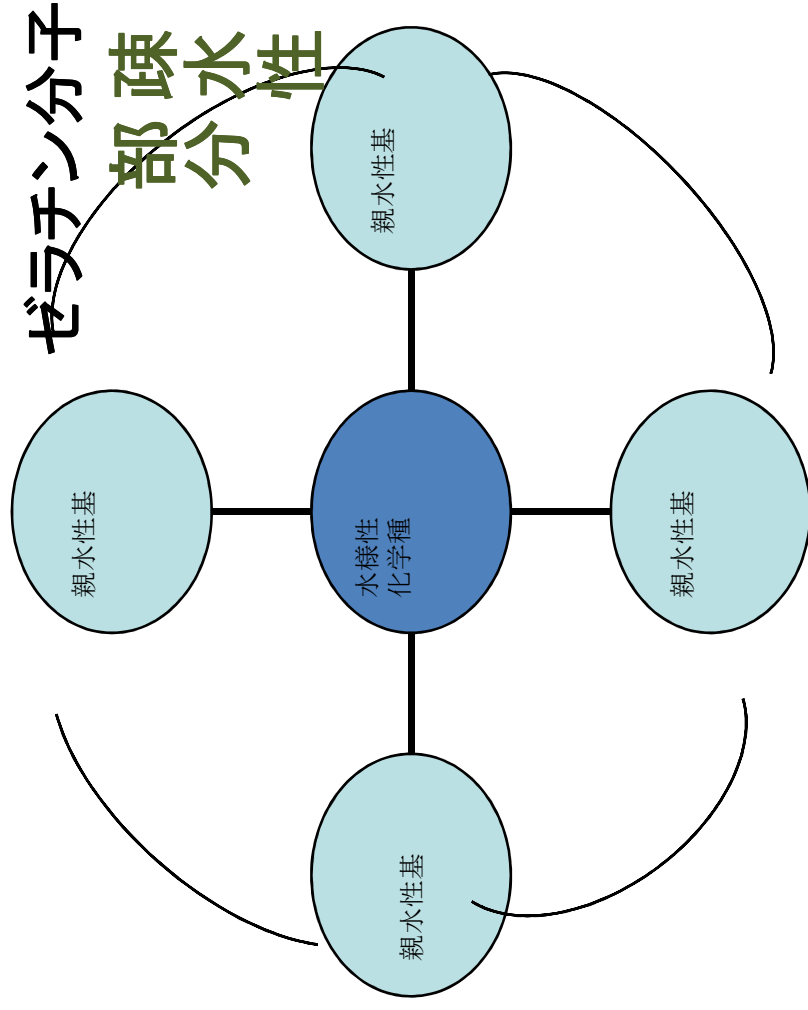 ゼラチン分子
疎水性
部分
親水性基
親水性基
水様性
化学種
親水性基
親水性基